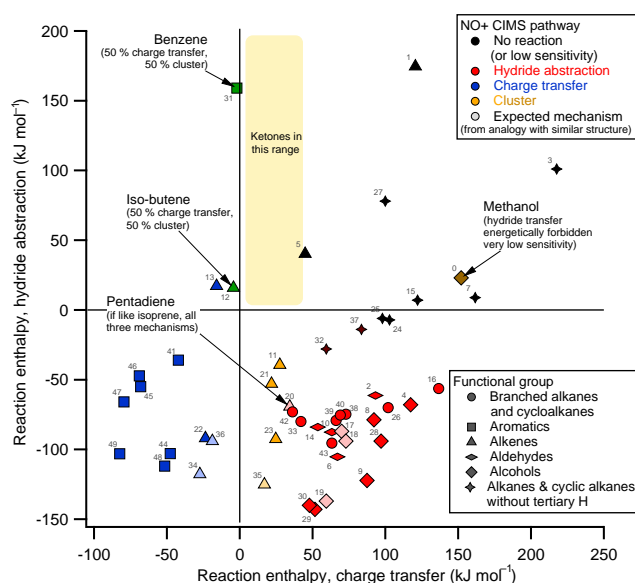 200
150
100
50
0
-50
-100
-150
-100
-50
0
50
100
150
200
250
Reaction enthalpy, hydride abstraction
(kJ mol⁻¹)
Reaction enthalpy, charge transfer (kJ mol⁻¹)
Benzene
(50 % charge transfer,
50 % cluster)
31
Ketones in
this range
1
NO+ CIMS pathway
No reaction
(or low sensitivity)
Hydride abstraction
Charge transfer
Cluster
Expected mechanism
(from analogy with similar structure)
3
27
Iso-butene
(50 % charge transfer,
50 % cluster)
Methanol
(hydride transfer
energetically forbidden
very low sensitivity)
5
0
13
12
15
7
Pentadiene
(if like isoprene, all
three mechanisms)
25
24
37
32
41
11
46
45
47
21
20
2
16
42
33
39
40
38
4
26
10
17
8
14
18
28
22
36
23
49
44
48
43
6
34
35
9
19
30
29
Functional group
Branched alkanes
and cycloalkanes
Aromatics
Alkenes
Aldehydes
Alcohols
Alkanes & cyclic alkanes
without tertiary H